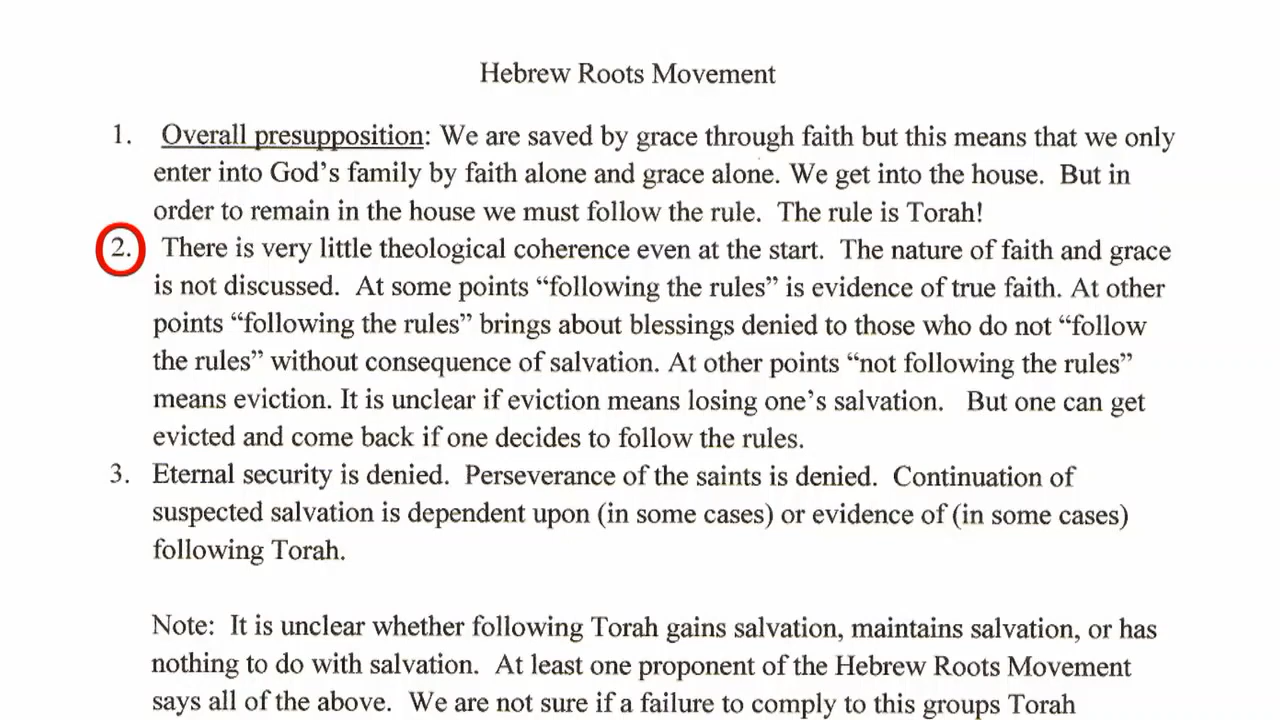 Hebrew Roots Movement
1. Overall presupposition: We are saved by grace through faith but this means that we only
enter into God’s family by faith alone and grace alone. We get into the house.  But in
order to remain in the house we must follow the rule.  The rule is Torah!
2. There is very little theological coherence even at the start.  The nature of faith and grace
is not discussed.  At some points “following the rules” is evidence of true faith. At other
points “following the rules” brings about blessings denied to those who do not “follow
the rules” without consequence of salvation. At other points “not following the rules”
means eviction. It is unclear if eviction means losing one’s salvation.   But one can get
evicted and come back if one decides to follow the rules.
3. Eternal security is denied.  Perseverance of the saints is denied.  Continuation of
suspected salvation is dependent upon (in some cases) or evidence of (in some cases)
following Torah.
Note:  It is unclear whether following Torah gains salvation, maintains salvation, or has
nothing to do with salvation.  At least one proponent of the Hebrew Roots Movement
says all of the above.  We are not sure if a failure to comply to this groups Torah